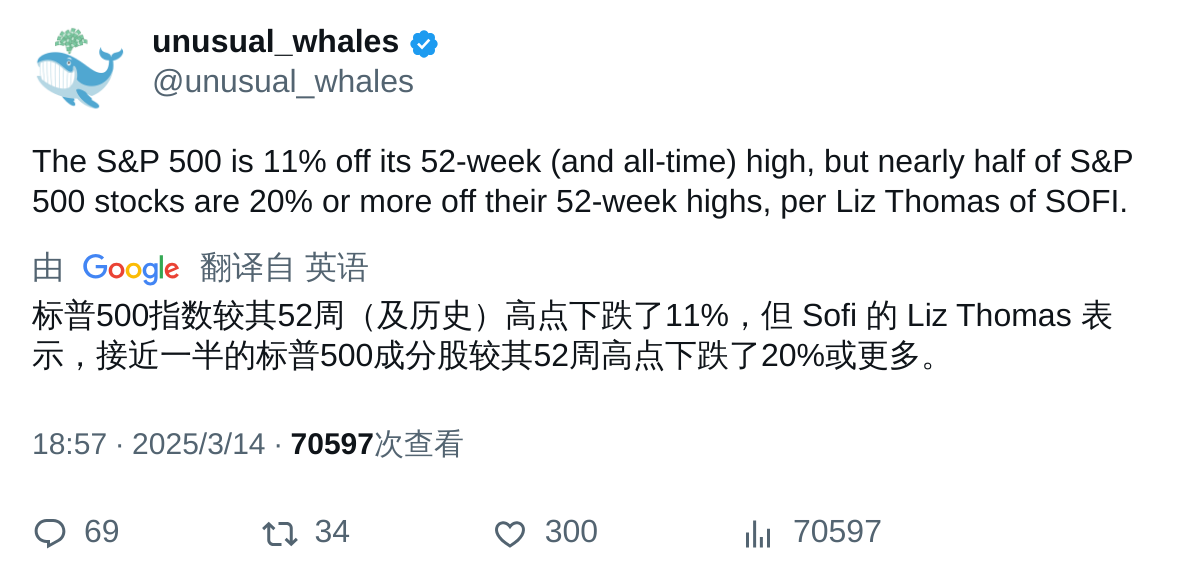 unusual_whales
@unusual_whales
The S&P 500 is 11% off its 52-week (and all-time) high, but nearly half of S&P
500 stocks are 20% or more off their 52-week highs, per Liz Thomas of SOFI.
由 Google 翻译自 英语
标普500指数较其52周（及历史）高点下跌了11%，但 Sofi 的 Liz Thomas 表
示，接近一半的标普500成分股较其52周高点下跌了20%或更多。
18:57 · 2025/3/14 · 70597次查看
69 34 300 70597